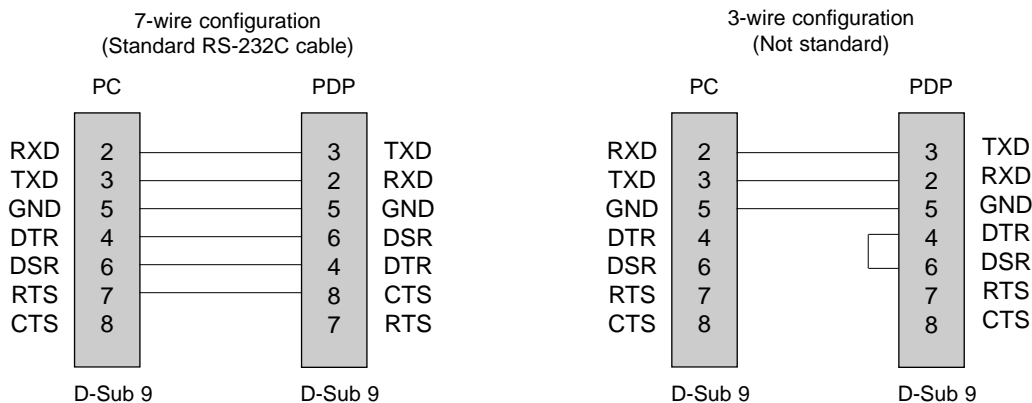 7-wire configuration
(Standard RS-232C cable)
PC PDP
RXD 2 3 TXD
TXD 3 2 RXD
GND 5 5 GND
DTR 4 6 DSR
DSR 6 4 DTR
RTS 7 8 CTS
CTS 8 7 RTS
D-Sub 9 D-Sub 9
3-wire configuration
(Not standard)
PC PDP
RXD 2 3 TXD
TXD 3 2 RXD
GND 5 5 GND
DTR 4 4 DTR
DSR 6 6 DSR
RTS 7 7 RTS
CTS 8 8 CTS
D-Sub 9 D-Sub 9